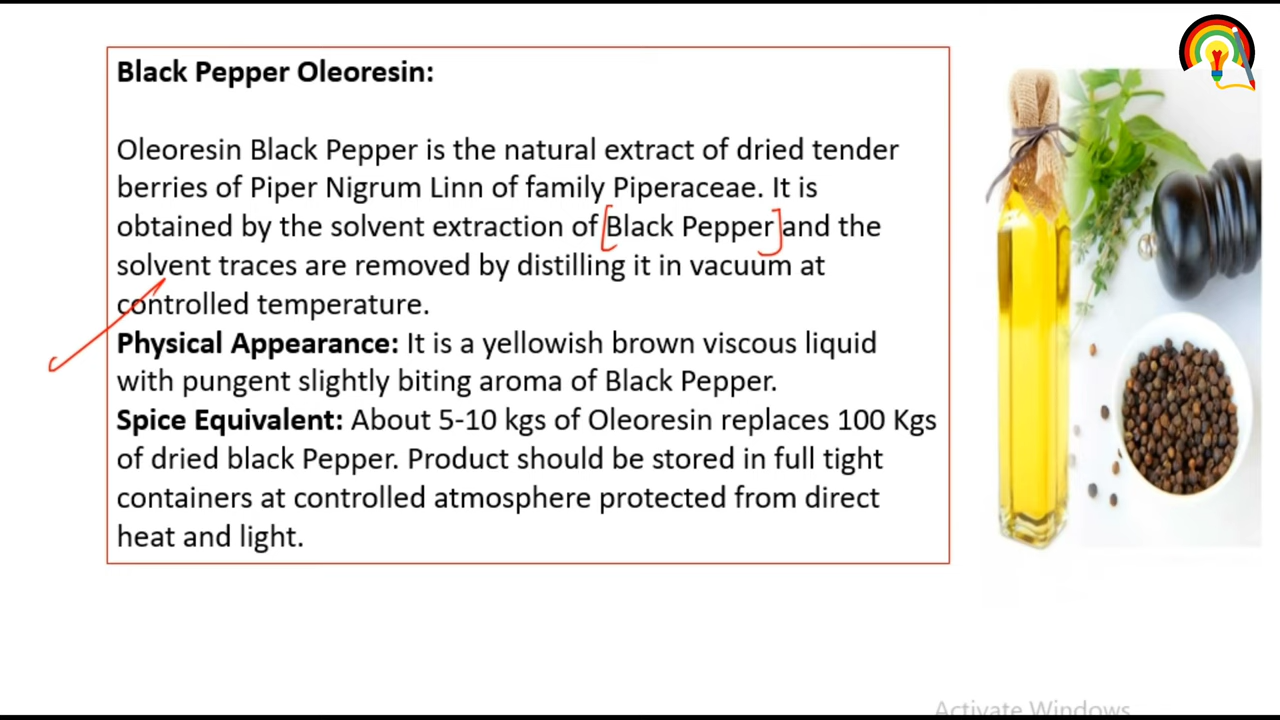 Black Pepper Oleoresin:
Oleoresin Black Pepper is the natural extract of dried tender
berries of Piper Nigrum Linn of family Piperaceae. It is
obtained by the solvent extraction of Black Pepper and the
solvent traces are removed by distilling it in vacuum at
controlled temperature.
Physical Appearance: It is a yellowish brown viscous liquid
with pungent slightly biting aroma of Black Pepper.
Spice Equivalent: About 5-10 kgs of Oleoresin replaces 100 Kgs
of dried black Pepper. Product should be stored in full tight
containers at controlled atmosphere protected from direct
heat and light.
Activate Windows